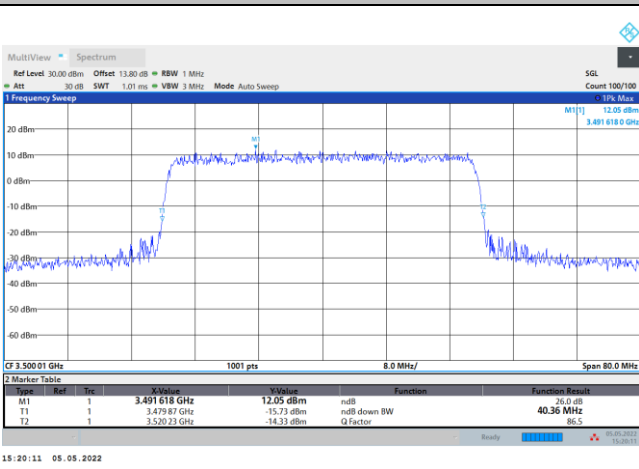 MultiView Spectrum
Ref Level 30.00 dBm Offset 13.80 dB RBW 1 MHz SGL
Att 30 dB SWT 1.01 ms VBW 3 MHz Mode Auto Sweep Count 100/100
1 Frequency Sweep 1Pk Max
M1[1] 12.05 dBm
3.491 618 0 GHz
M1
20 dBm
10 dBm
0 dBm
-10 dBm
T1 T2
-20 dBm
-30 dBm
-40 dBm
-50 dBm
-60 dBm
CF 3.500 01 GHz 1001 pts 8.0 MHz/ Span 80.0 MHz
2 Marker Table
Type Ref Trc X-Value Y-Value Function Function Result
M1 1 3.491 618 GHz 12.05 dBm ndB 26.0 dB
T1 1 3.479 87 GHz -15.73 dBm ndB down BW 40.36 MHz
T2 1 3.520 23 GHz -14.33 dBm Q Factor 86.5
Ready 05.05.2022
15:20:11
15:20:11 05.05.2022